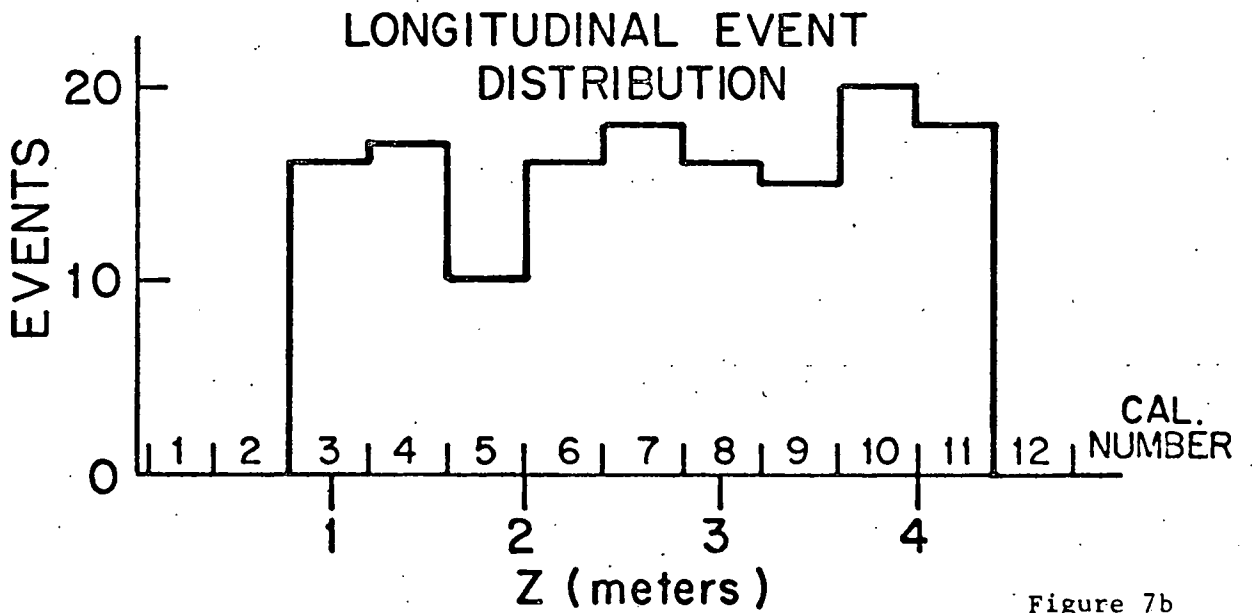 LONGITUDINAL EVENT
DISTRIBUTION
EVENTS
20
10
0
1 2 3 4 5 6 7 8 9 10 11 12
CAL.
NUMBER
1 2 3 4
Z (meters)
Figure 7b